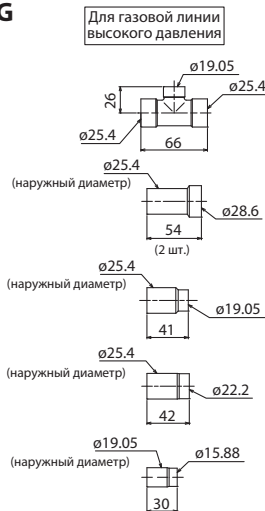 G
Для газовой линии
высокого давления
ø19.05
26
ø25.4
ø25.4
66
ø25.4
(наружный диаметр)
ø28.6
54
(2 шт.)
ø25.4
(наружный диаметр)
ø19.05
41
ø25.4
(наружный диаметр)
ø22.2
42
ø19.05
ø15.88
(наружный диаметр)
30